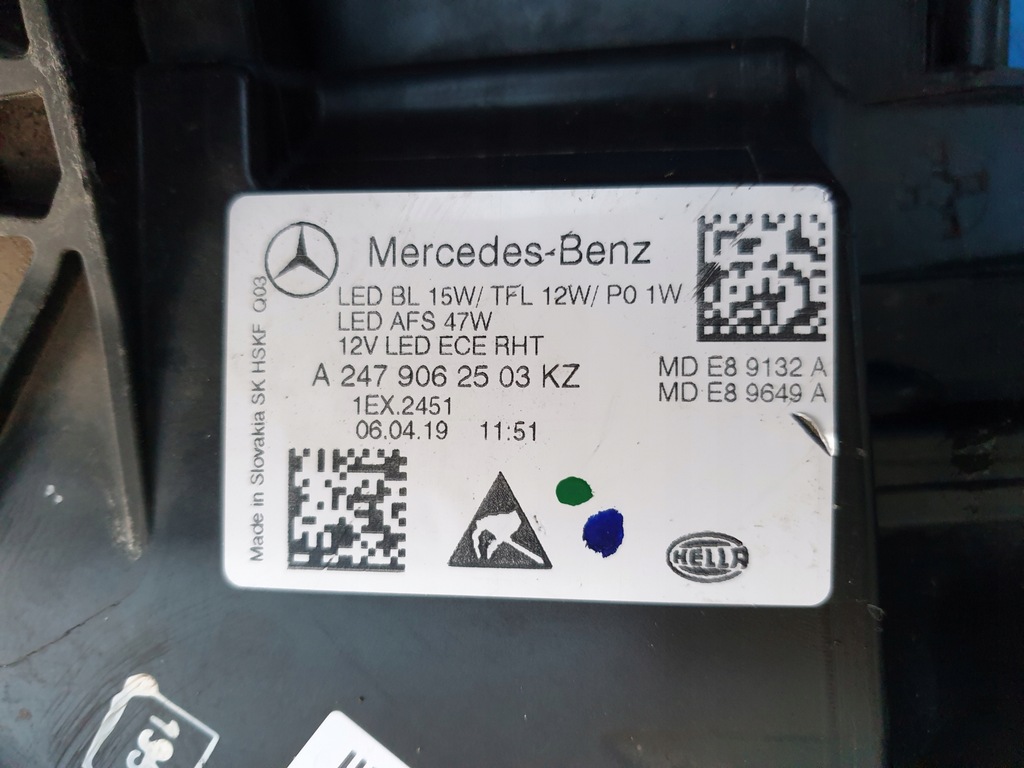 Mercedes-Benz
LED BL 15W/ TFL 12W/ P0 1W
LED AFS 47W
12V LED ECE RHT
A 247 906 25 03 KZ
1EX.2451
06.04.19 11:51
MD E8 9132 A
MD E8 9649 A
Made in Slovakia SK HSKF Q03
HELLA